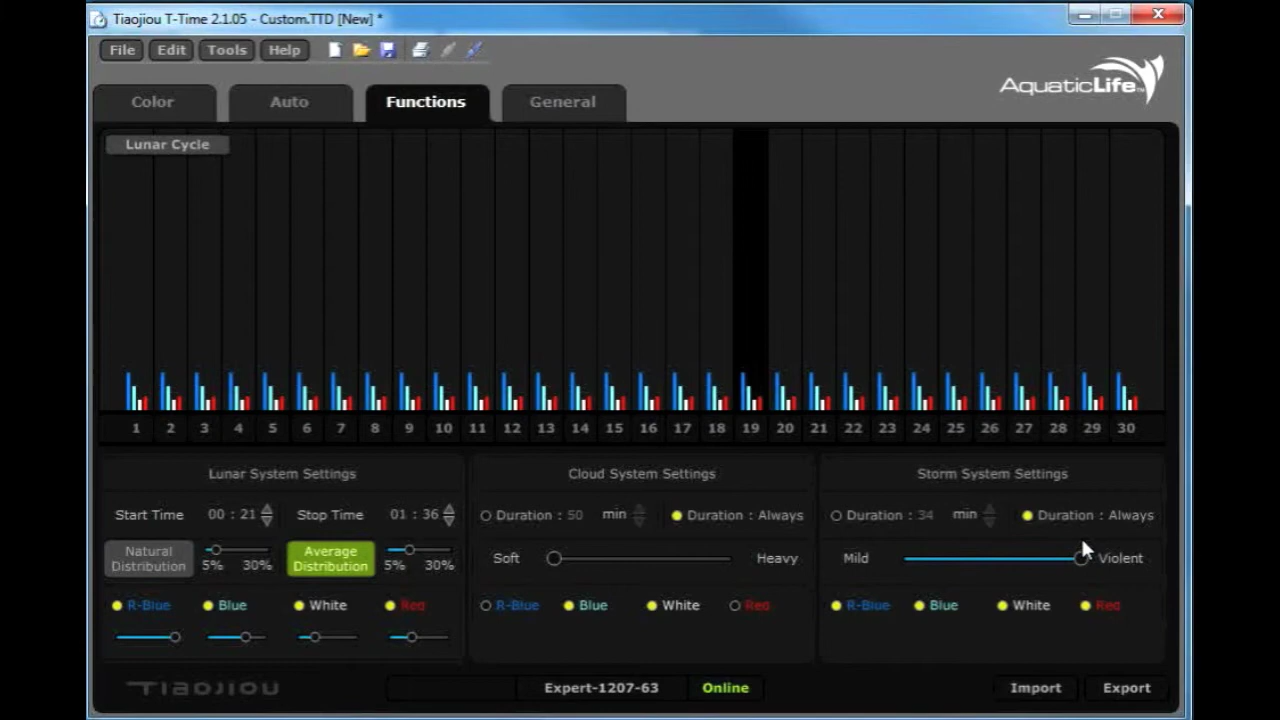 Tiaojiou T-Time 2.1.05 - Custom.TTD [New] *
File Edit Tools Help
AquaticLife™
Color Auto Functions General
Lunar Cycle
1 2 3 4 5 6 7 8 9 10 11 12 13 14 15 16 17 18 19 20 21 22 23 24 25 26 27 28 29 30
Lunar System Settings
Start Time 00 : 21 Stop Time 01 : 36
Natural Distribution 5% 30% Average Distribution 5% 30%
R-Blue Blue White Red
Cloud System Settings
Duration : 50 min Duration : Always
Soft Heavy
R-Blue Blue White Red
Storm System Settings
Duration : 34 min Duration : Always
Mild Violent
R-Blue Blue White Red
TIAOJIOU Expert-1207-63 Online Import Export